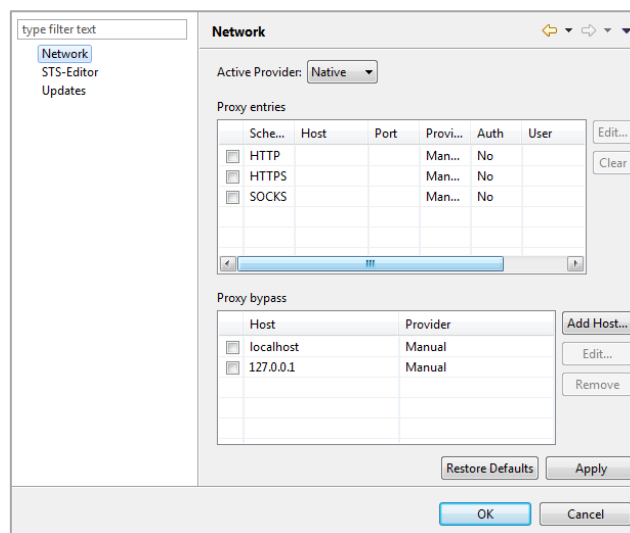 type filter text
Network
STS-Editor
Updates
Network
Active Provider: Native
Proxy entries
Sche... Host Port Provi... Auth User
HTTP Man... No
HTTPS Man... No
SOCKS Man... No
Edit...
Clear
Proxy bypass
Host Provider
localhost Manual
127.0.0.1 Manual
Add Host...
Edit...
Remove
Restore Defaults Apply
OK Cancel